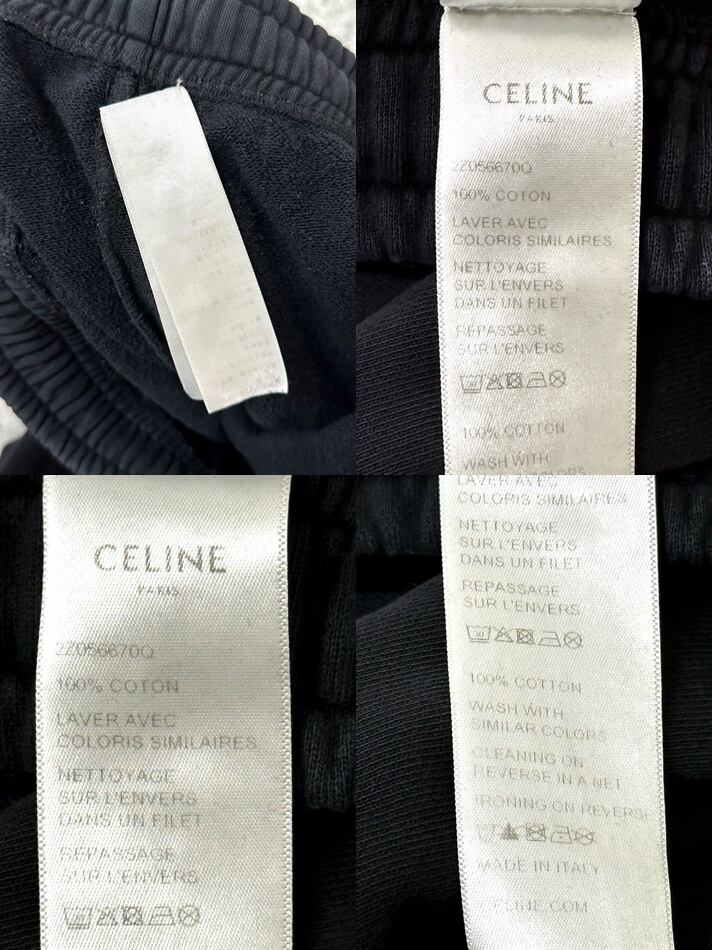 CELINE
PARIS
2Z056670Q
100% COTON
LAVER AVEC
COLORIS SIMILAIRES
NETTOYAGE
SUR L'ENVERS
DANS UN FILET
REPASSAGE
SUR L'ENVERS
100% COTTON
WASH WITH
CELINE
PARIS
2Z056670Q
100% COTON
LAVER AVEC
COLORIS SIMILAIRES
NETTOYAGE
SUR L'ENVERS
DANS UN FILET
REPASSAGE
SUR L'ENVERS
LAVER AVEC
COLORIS SIMILAIRES
NETTOYAGE
SUR L'ENVERS
DANS UN FILET
REPASSAGE
SUR L'ENVERS
100% COTTON
WASH WITH
SIMILAR COLORS
CLEANING ON
REVERSE IN A NET
IRONING ON REVERSE
MADE IN ITALY
CELINE.COM